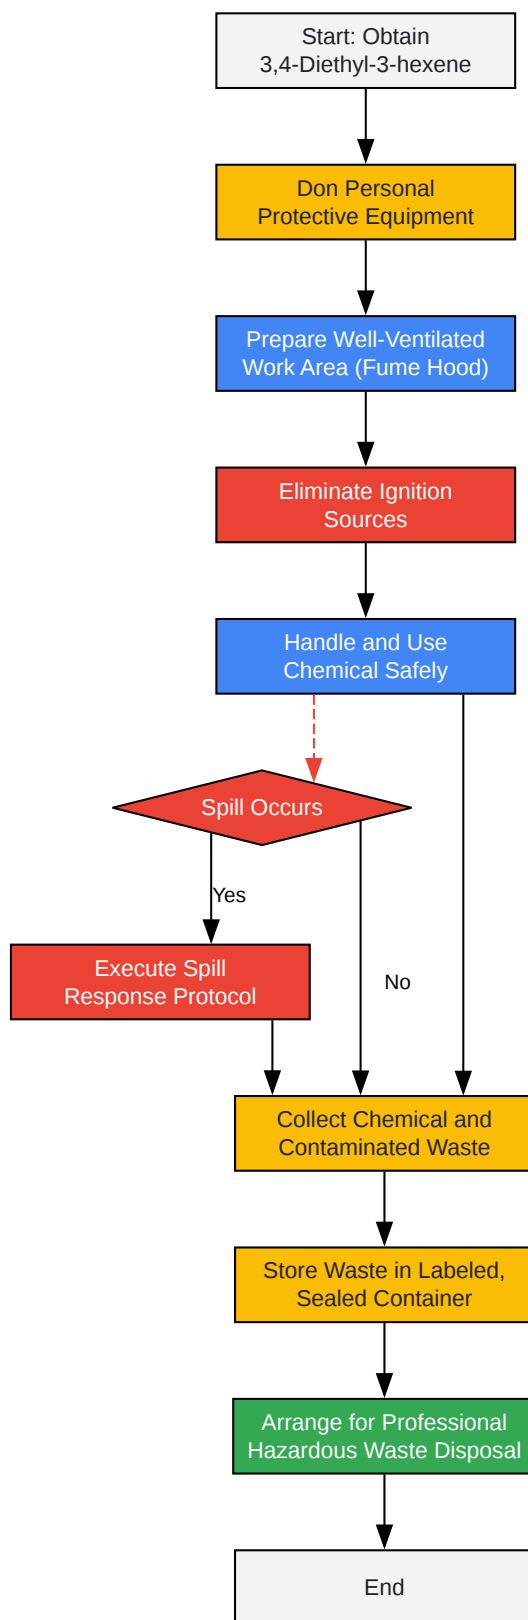 Start: Obtain
3,4-Diethyl-3-hexene
Don Personal
Protective Equipment
Prepare Well-Ventilated
Work Area (Fume Hood)
Eliminate Ignition
Sources
Handle and Use
Chemical Safely
Spill Occurs
Yes
Execute Spill
Response Protocol
No
Collect Chemical and
Contaminated Waste
Store Waste in Labeled,
Sealed Container
Arrange for Professional
Hazardous Waste Disposal
End